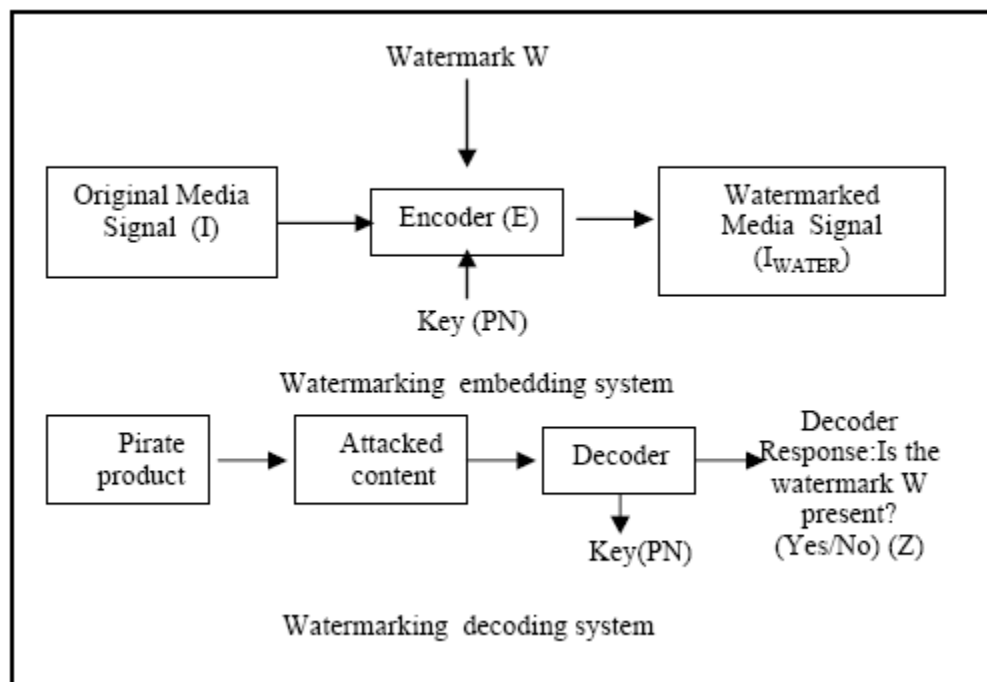 Watermark W
Original Media
Signal (I)
Encoder (E)
Watermarked
Media Signal
(I_WATER)
Key (PN)
Watermarking embedding system
Pirate
product
Attacked
content
Decoder
Decoder
Response:Is the
watermark W
present?
(Yes/No) (Z)
Key(PN)
Watermarking decoding system